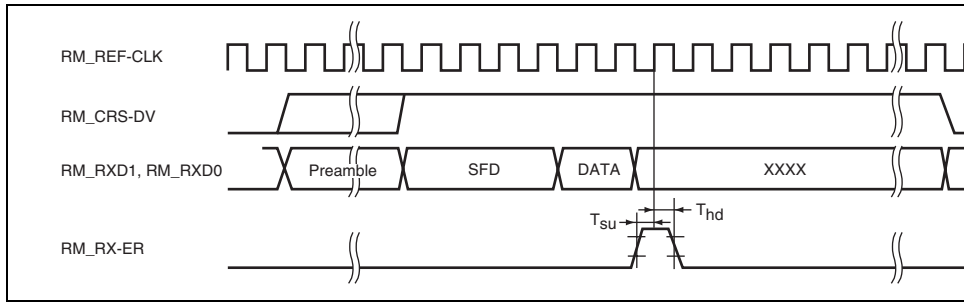 RM_REF-CLK
RM_CRS-DV
RM_RXD1, RM_RXD0 Preamble SFD DATA XXXX
Tsu Thd
RM_RX-ER